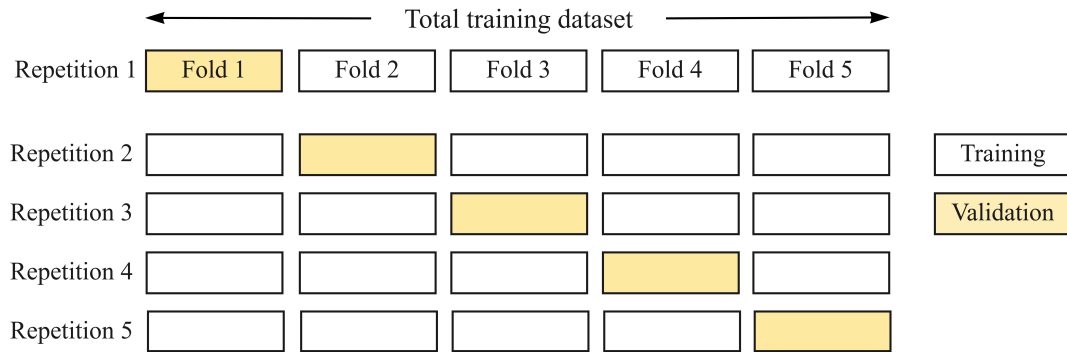 Total training dataset
Repetition 1 Fold 1 Fold 2 Fold 3 Fold 4 Fold 5
Repetition 2 Training
Repetition 3 Validation
Repetition 4
Repetition 5